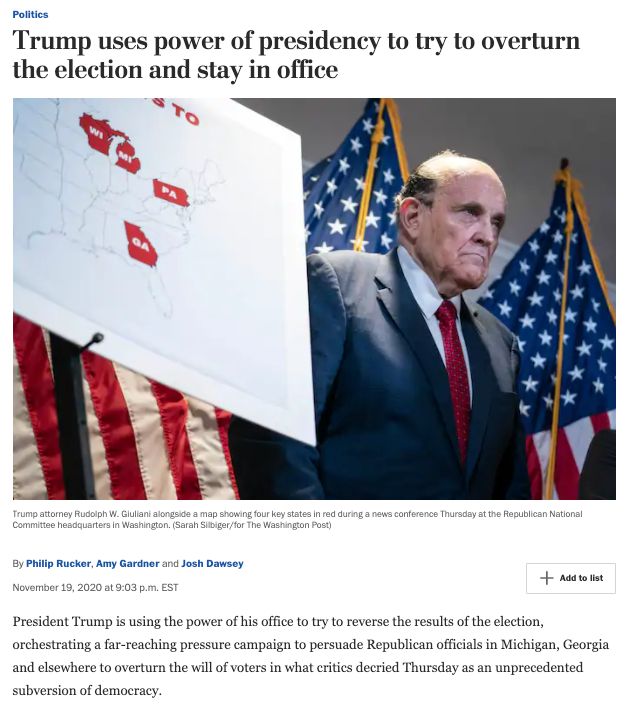 Politics
Trump uses power of presidency to try to overturn
the election and stay in office
S TO
WI
MI
PA
GA
Trump attorney Rudolph W. Giuliani alongside a map showing four key states in red during a news conference Thursday at the Republican National
Committee headquarters in Washington. (Sarah Silbiger/for The Washington Post)
By Philip Rucker, Amy Gardner and Josh Dawsey
November 19, 2020 at 9:03 p.m. EST
Add to list
President Trump is using the power of his office to try to reverse the results of the election,
orchestrating a far-reaching pressure campaign to persuade Republican officials in Michigan, Georgia
and elsewhere to overturn the will of voters in what critics decried Thursday as an unprecedented
subversion of democracy.